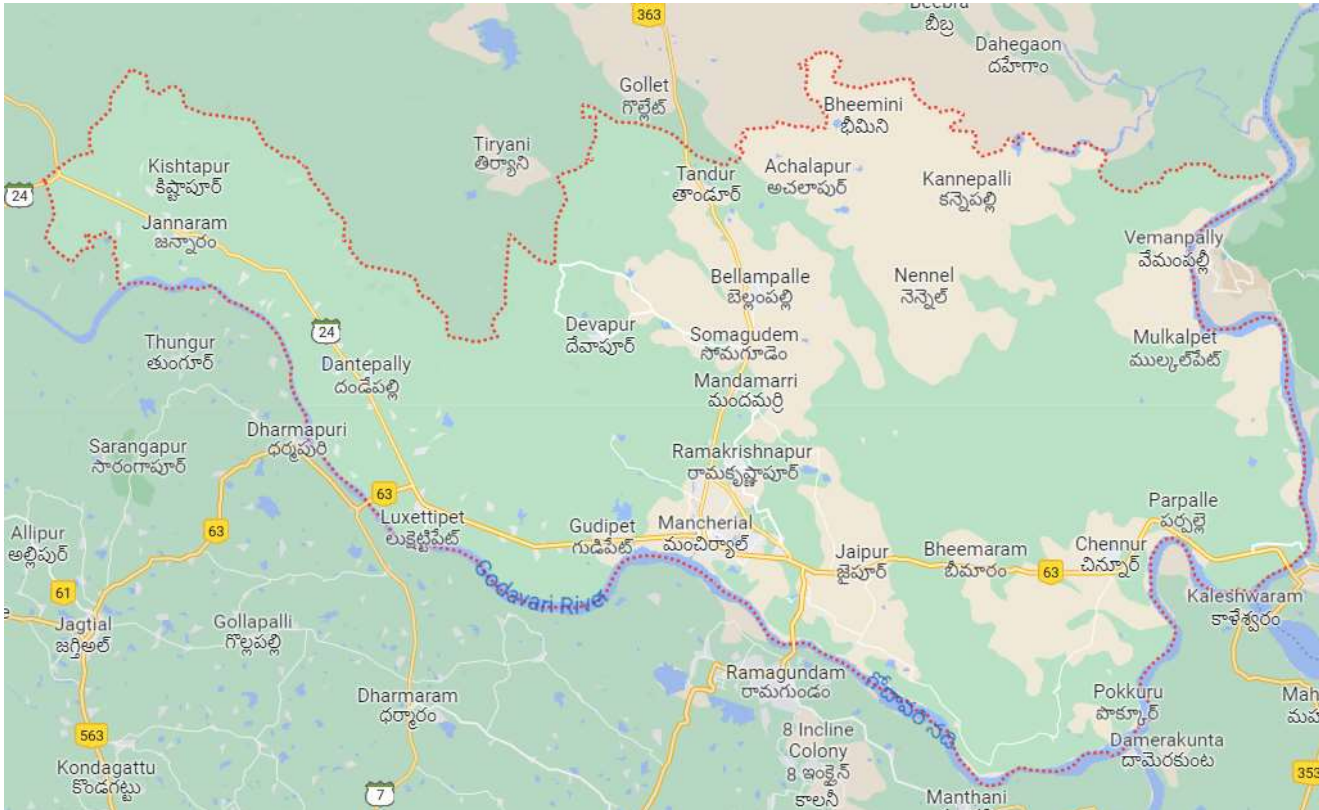 363
Beebra
బీబ్ర
Dahegaon
దహేగాం
Gollet
గొల్లేట్
Bheemini
భీమిని
Tiryani
తిర్యాని
Kishtapur
కిష్టాపూర్
Tandur
తాండూర్
Achalapur
అచలాపుర్
Kannepalli
కన్నెపల్లి
24
Jannaram
జన్నారం
Vemanpally
వేమంపల్లి
Bellampalle
బెల్లంపల్లి
Nennel
నెన్నెల్
24
Thungur
తుంగూర్
Devapur
దేవాపూర్
Somagudem
సోమగూడెం
Mulkalpet
ముల్కల్‌పేట్
Dantepally
దండేపల్లి
Mandamarri
మందమర్రి
Dharmapuri
ధర్మపురి
Sarangapur
సారంగాపూర్
Ramakrishnapur
రామకృష్ణాపూర్
63
63
Luxettipet
లుక్షెట్టిపేట్
Gudipet
గుడిపేట్
Mancherial
మంచిర్యాల్
Parpalle
పర్పల్లె
Allipur
అల్లిపుర్
Jaipur
జైపూర్
Bheemaram
బీమారం
63
Chennur
చిన్నూర్
Godavari River
61
Kaleshwaram
కాళేశ్వరం
Jagtial
జగ్తిఅల్
Gollapalli
గొల్లపల్లి
Ramagundam
రామగుండం
గోదావరి నది
Dharmaram
ధర్మారం
Pokkuru
పొక్కూర్
563
8 Incline
Colony
8 ఇంక్లైన్
కాలనీ
Damerakunta
దామెరకుంట
Kondagattu
కొండగట్టు
7
Manthani
353